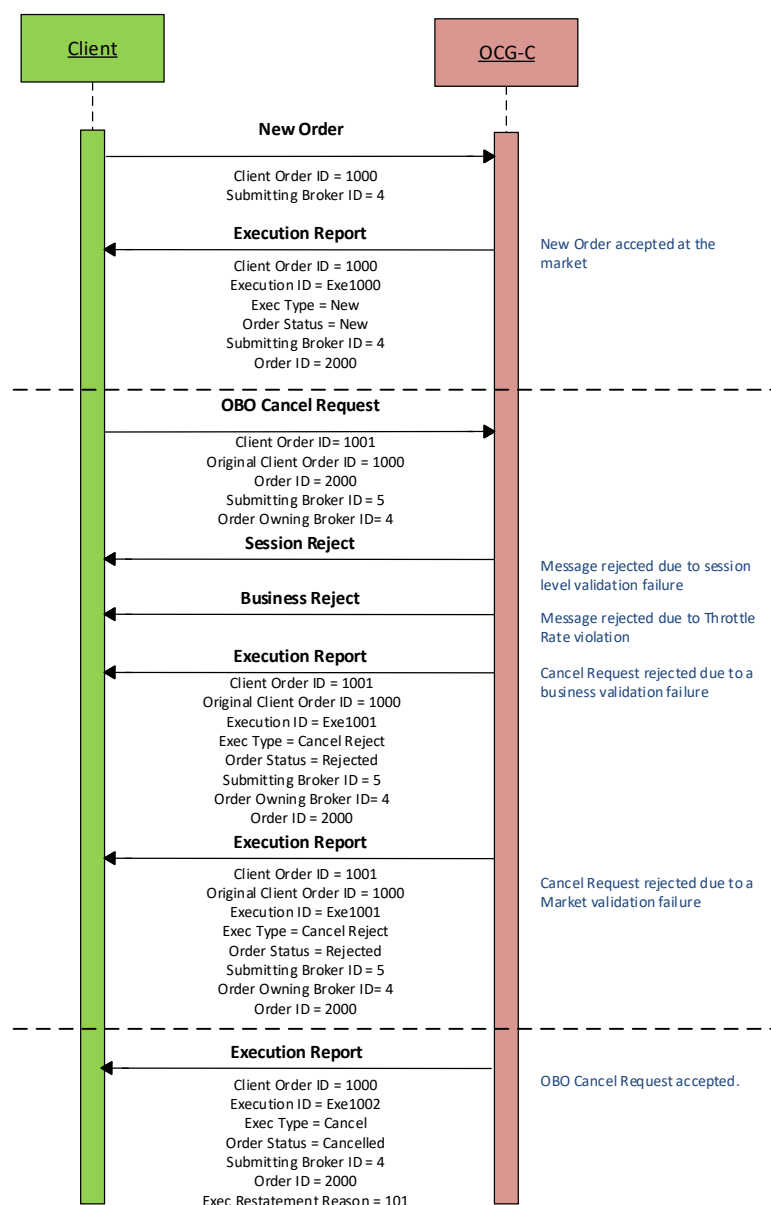 Client
OCG-C
New Order
Client Order ID = 1000
Submitting Broker ID = 4
Execution Report
New Order accepted at the
market
Client Order ID = 1000
Execution ID = Exe1000
Exec Type = New
Order Status = New
Submitting Broker ID = 4
Order ID = 2000
OBO Cancel Request
Client Order ID= 1001
Original Client Order ID = 1000
Order ID = 2000
Submitting Broker ID = 5
Order Owning Broker ID= 4
Session Reject
Message rejected due to session
level validation failure
Business Reject
Message rejected due to Throttle
Rate violation
Execution Report
Cancel Request rejected due to a
business validation failure
Client Order ID = 1001
Original Client Order ID = 1000
Execution ID = Exe1001
Exec Type = Cancel Reject
Order Status = Rejected
Submitting Broker ID = 5
Order Owning Broker ID= 4
Order ID = 2000
Execution Report
Client Order ID = 1001
Original Client Order ID = 1000
Execution ID = Exe1001
Exec Type = Cancel Reject
Order Status = Rejected
Submitting Broker ID = 5
Order Owning Broker ID= 4
Order ID = 2000
Cancel Request rejected due to a
Market validation failure
Execution Report
OBO Cancel Request accepted.
Client Order ID = 1000
Execution ID = Exe1002
Exec Type = Cancel
Order Status = Cancelled
Submitting Broker ID = 4
Order ID = 2000
Exec Restatement Reason = 101